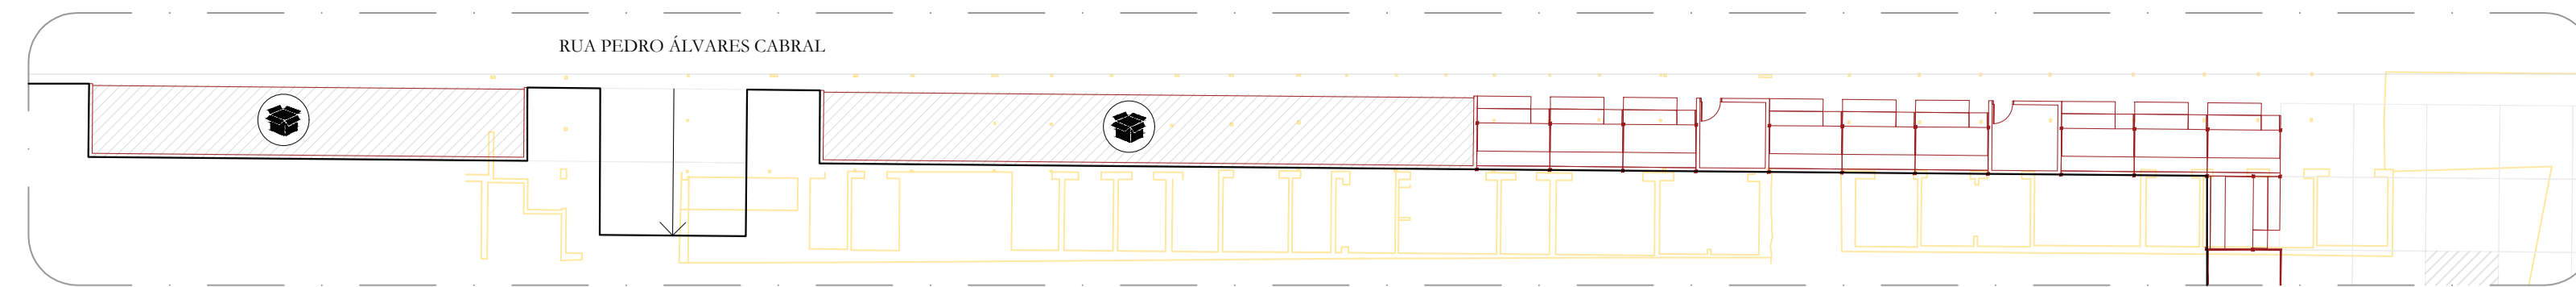 RUA PEDRO ÁLVARES CABRAL